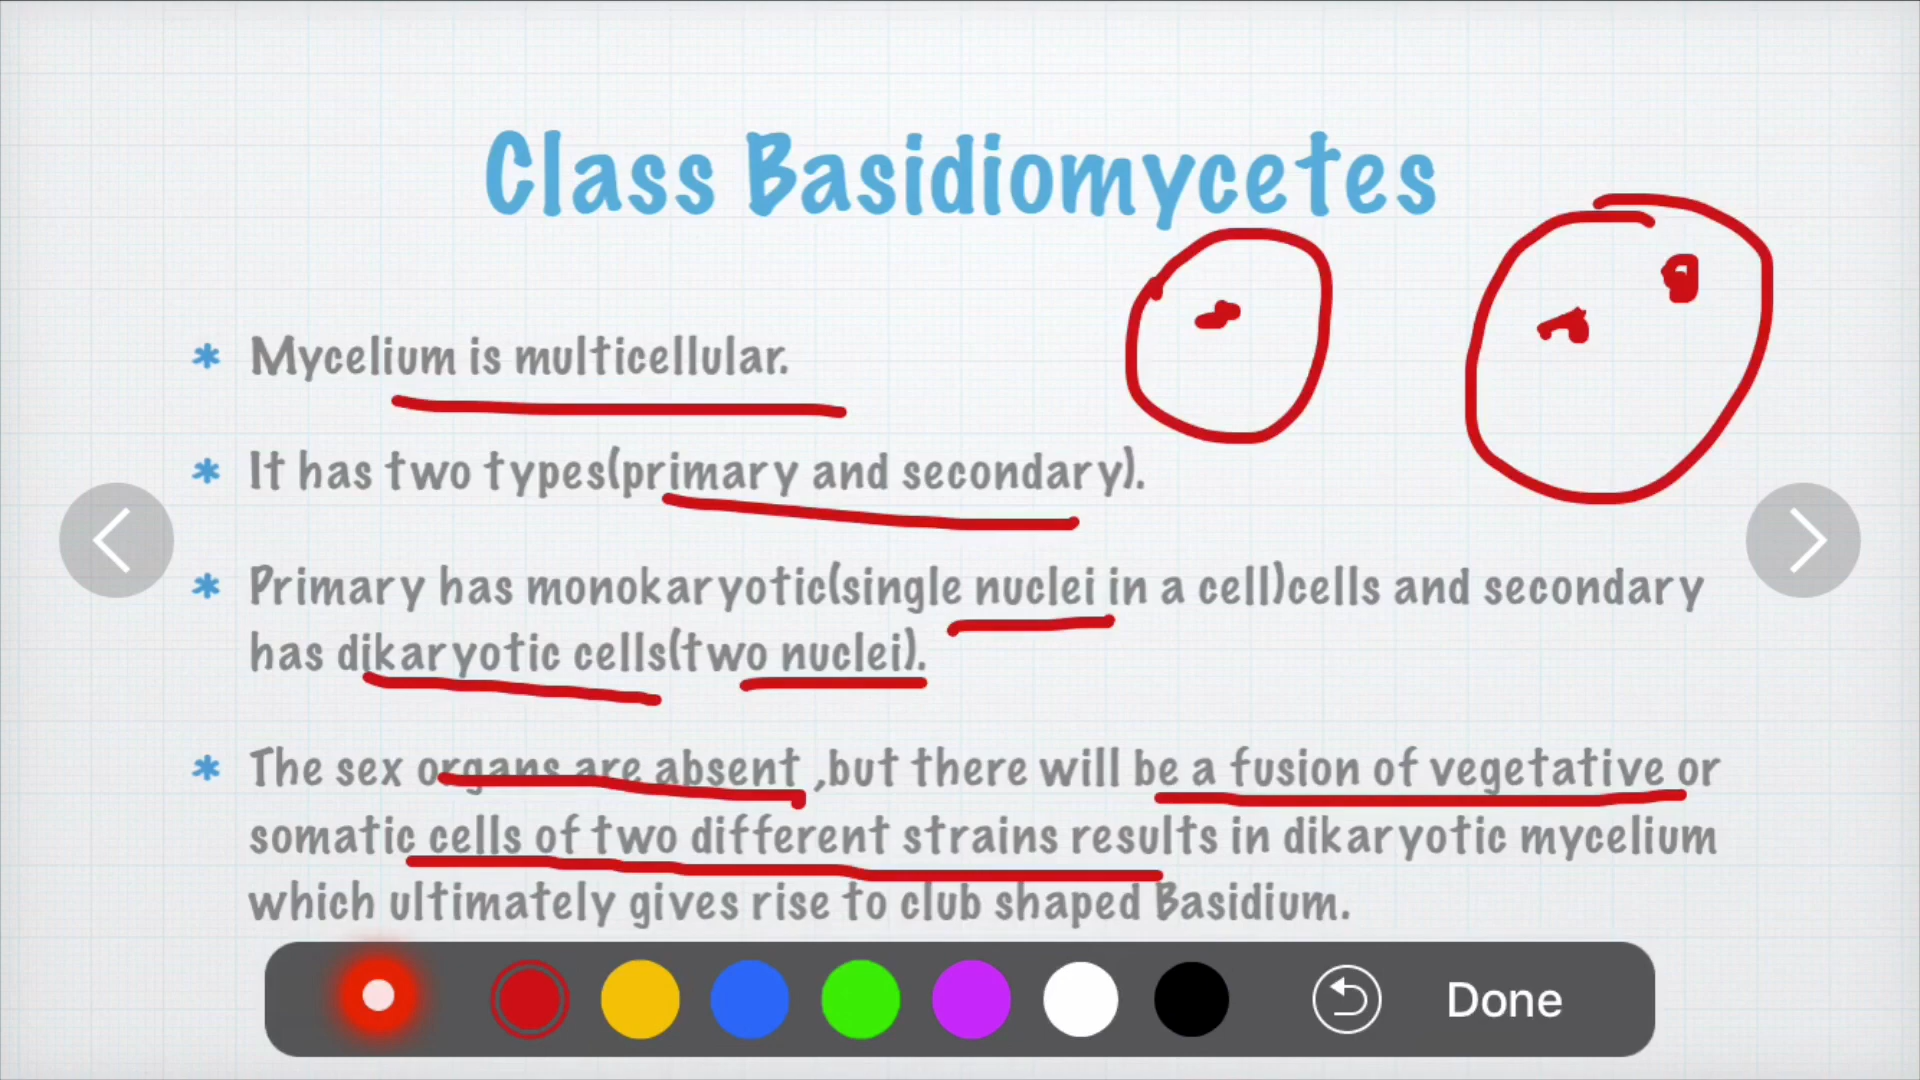 Class Basidiomycetes
* Mycelium is multicellular.
* It has two types(primary and secondary).
* Primary has monokaryotic(single nuclei in a cell)cells and secondary
has dikaryotic cells(two nuclei).
* The sex organs are absent ,but there will be a fusion of vegetative or
somatic cells of two different strains results in dikaryotic mycelium
which ultimately gives rise to club shaped Basidium.
Done